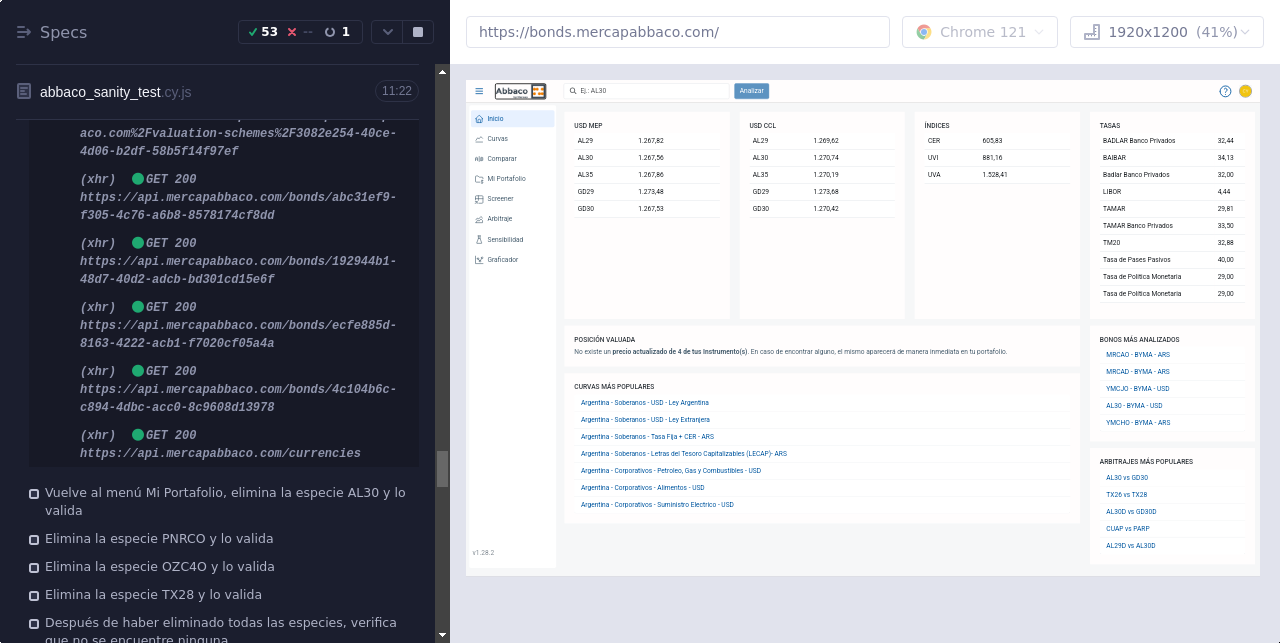 Specs
53
--
1
abbaco_sanity_test.cy.js
11:22
aco.com%2Fvaluation-schemes%2F3082e254-40ce-
4d06-b2df-58b5f14f97ef
(xhr) GET 200
https://api.mercapabbaco.com/bonds/abc31ef9-
f305-4c76-a6b8-8578174cf8dd
(xhr) GET 200
https://api.mercapabbaco.com/bonds/192944b1-
48d7-40d2-adcb-bd301cd15e6f
(xhr) GET 200
https://api.mercapabbaco.com/bonds/ecfe885d-
8163-4222-acb1-f7020cf05a4a
(xhr) GET 200
https://api.mercapabbaco.com/bonds/4c104b6c-
c894-4dbc-acc0-8c9608d13978
(xhr) GET 200
https://api.mercapabbaco.com/currencies
Vuelve al menú Mi Portafolio, elimina la especie AL30 y lo
valida
Elimina la especie PNRCO y lo valida
Elimina la especie OZC4O y lo valida
Elimina la especie TX28 y lo valida
Después de haber eliminado todas las especies, verifica
que no se encuentre ninguna
https://bonds.mercapabbaco.com/
Chrome 121
1920x1200 (41%)
Abbaco
Ej.: AL30
Analizar
Inicio
Curvas
Comparar
Mi Portafolio
Screener
Arbitraje
Sensibilidad
Graficador
v1.28.2
USD MEP
AL29 1.267,82
AL30 1.267,56
AL35 1.267,86
GD29 1.273,48
GD30 1.267,53
USD CCL
AL29 1.269,62
AL30 1.270,74
AL35 1.270,19
GD29 1.273,68
GD30 1.270,42
ÍNDICES
CER 605,83
UVI 881,16
UVA 1.528,41
TASAS
BADLAR Banco Privados 32,44
BAIBAR 34,13
Badlar Banco Privados 32,00
LIBOR 4,44
TAMAR 29,81
TAMAR Banco Privados 33,50
TM20 32,88
Tasa de Pases Pasivos 40,00
Tasa de Política Monetaria 29,00
Tasa de Política Monetaria 29,00
POSICIÓN VALUADA
No existe un precio actualizado de 4 de tus instrumento(s). En caso de encontrar alguno, el mismo aparecerá de manera inmediata en tu portafolio.
CURVAS MÁS POPULARES
Argentina - Soberanos - USD - Ley Argentina
Argentina - Soberanos - USD - Ley Extranjera
Argentina - Soberanos - Tasa Fija + CER - ARS
Argentina - Soberanos - Letras del Tesoro Capitalizables (LECAP)- ARS
Argentina - Corporativos - Petroleo, Gas y Combustibles - USD
Argentina - Corporativos - Alimentos - USD
Argentina - Corporativos - Suministro Electrico - USD
BONOS MÁS ANALIZADOS
MRCAO - BYMA - ARS
MRCAD - BYMA - ARS
YMCJO - BYMA - USD
AL30 - BYMA - USD
YMCHO - BYMA - ARS
ARBITRAJES MÁS POPULARES
AL30 vs GD30
TX26 vs TX28
AL30D vs GD30D
CUAP vs PARP
AL29D vs AL30D